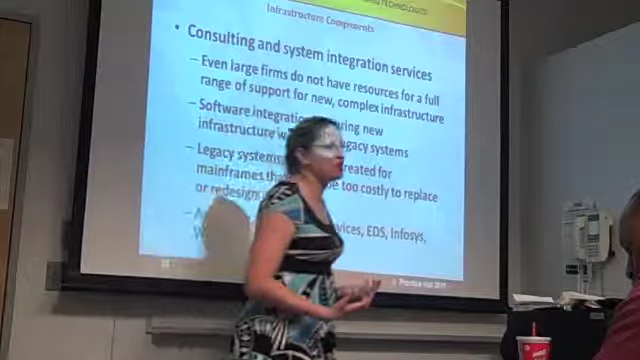 TECHNOLOGIES
Infrastructure Components
• Consulting and system integration services
– Even large firms do not have resources for a full
range of support for new, complex infrastructure
– Software integration
new
infrastructure
legacy systems
– Legacy systems
created for
mainframes
too costly to replace
or redesign
EDS, Infosys,
© Prentice Hall 2011